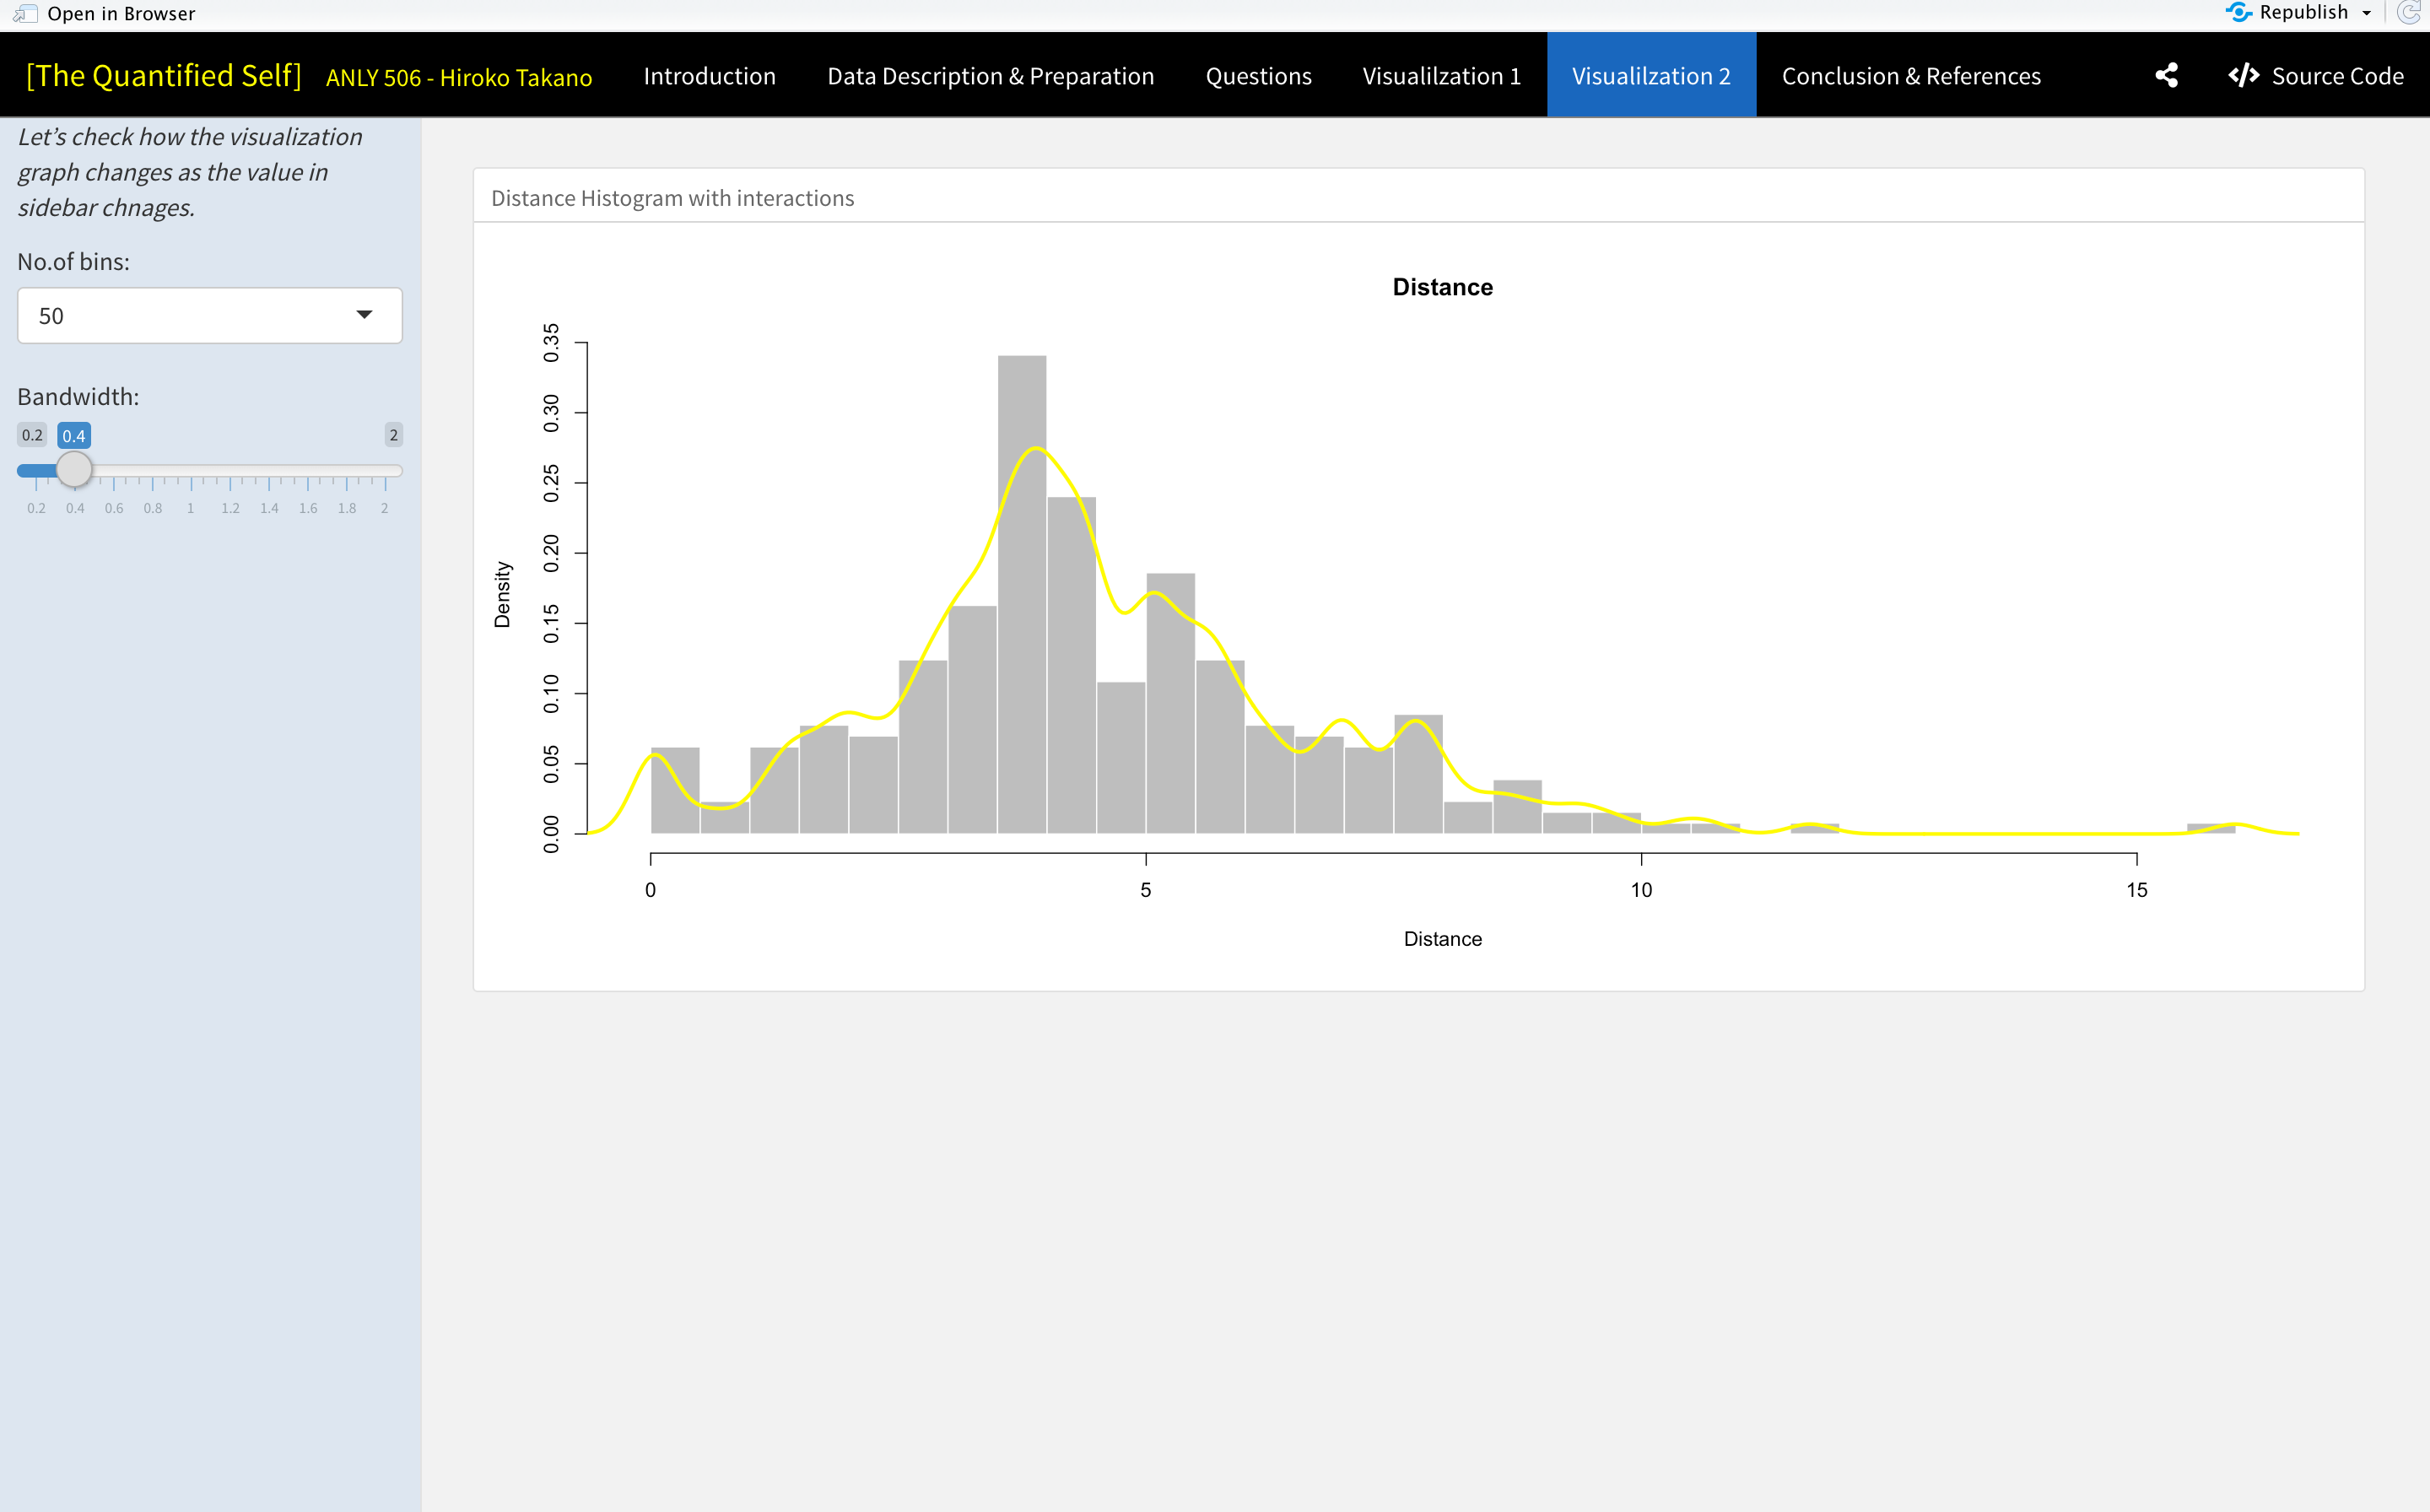 Open in Browser
Republish
[The Quantified Self] ANLY 506 - Hiroko Takano Introduction Data Description & Preparation Questions Visualilzation 1 Visualilzation 2 Conclusion & References Source Code
Let's check how the visualization
graph changes as the value in
sidebar chnages.
No.of bins:
50
Bandwidth:
0.2 0.4 2
0.2 0.4 0.6 0.8 1 1.2 1.4 1.6 1.8 2
Distance Histogram with interactions
Distance
Density
0.35
0.30
0.25
0.20
0.15
0.10
0.05
0.00
0 5 10 15
Distance